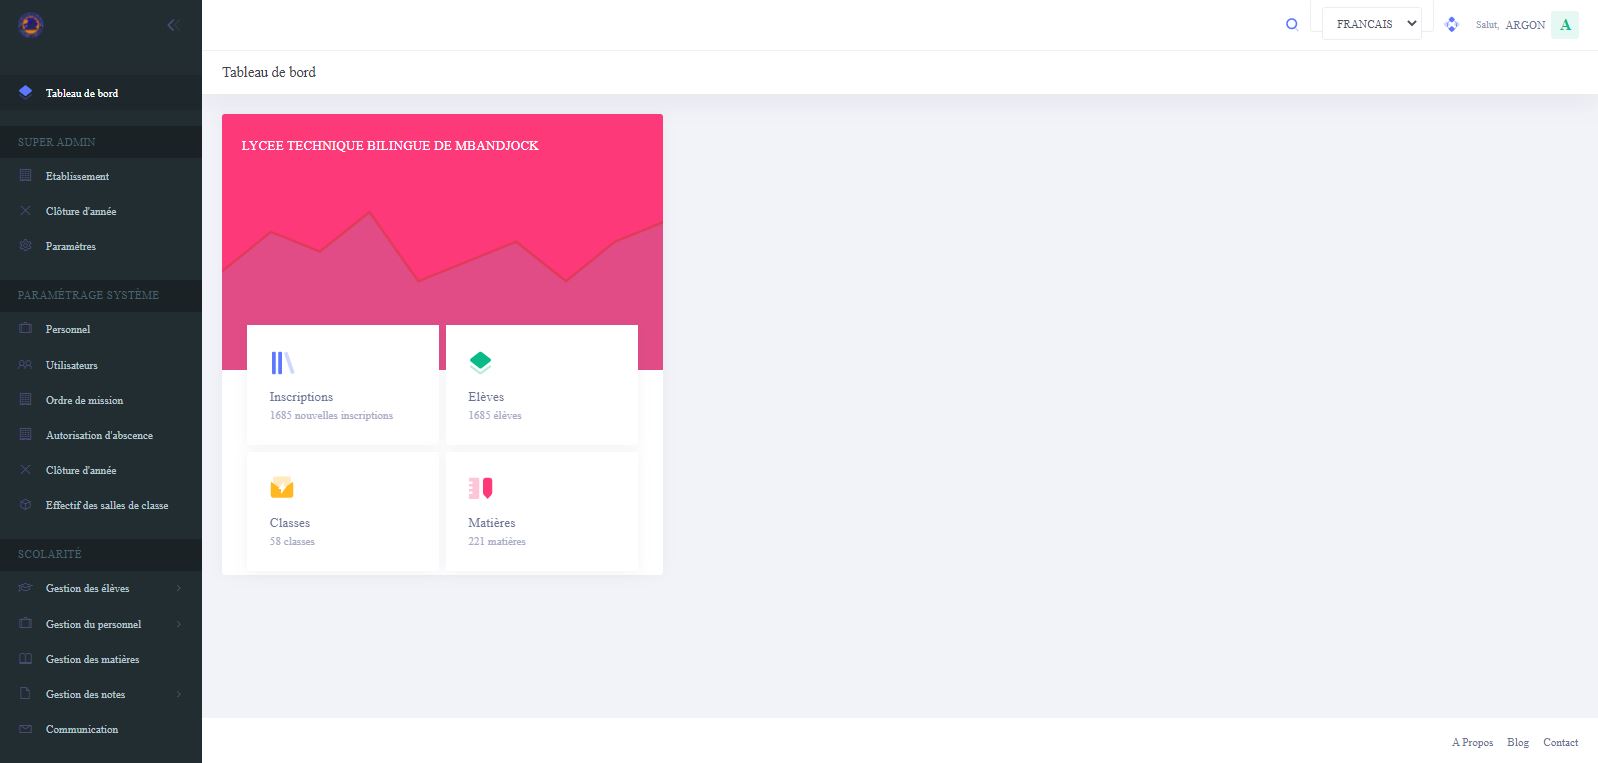 FRANCAIS
Salut, ARGON A
Tableau de bord
Tableau de bord
SUPER ADMIN
Etablissement
Clôture d'année
Paramètres
PARAMÉTRAGE SYSTÈME
Personnel
Utilisateurs
Ordre de mission
Autorisation d'abscence
Clôture d'année
Effectif des salles de classe
SCOLARITÉ
Gestion des élèves
Gestion du personnel
Gestion des matières
Gestion des notes
Communication
LYCEE TECHNIQUE BILINGUE DE MBANDJOCK
Inscriptions
1685 nouvelles inscriptions
Elèves
1685 élèves
Classes
58 classes
Matières
221 matières
A Propos Blog Contact